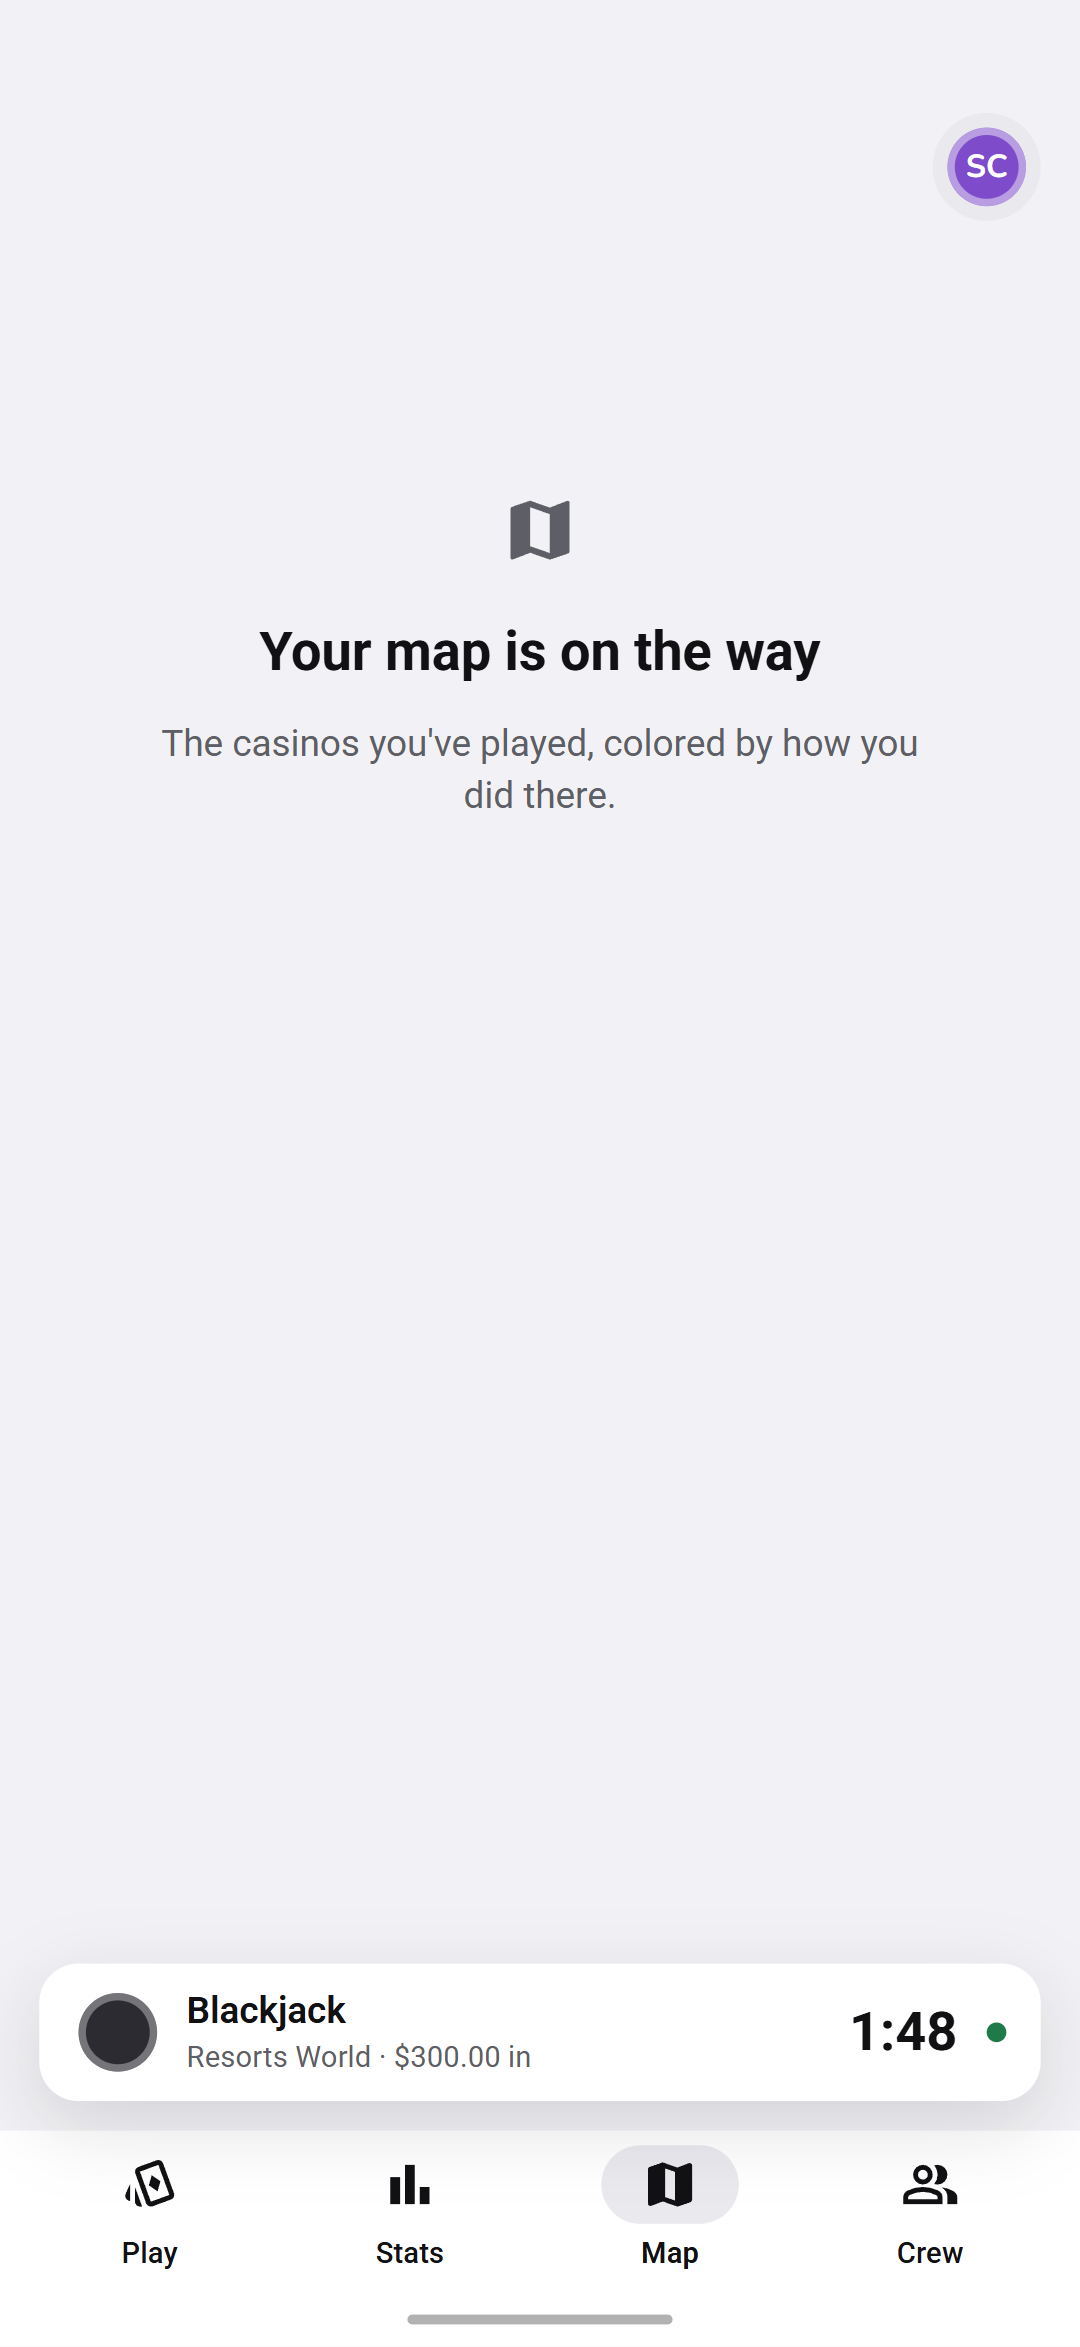 SC
Your map is on the way
The casinos you've played, colored by how you
did there.
Blackjack
Resorts World · $300.00 in
1:48
Play
Stats
Map
Crew